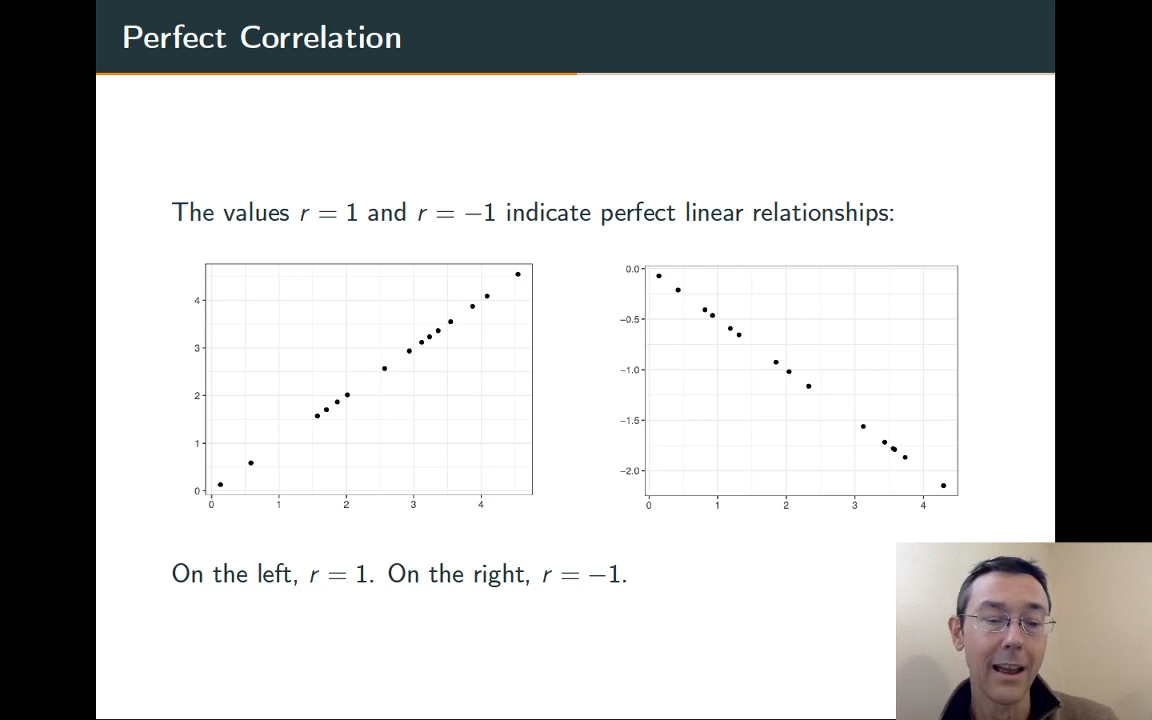 Perfect Correlation
The values r = 1 and r = −1 indicate perfect linear relationships:
4
3
2
1
0
0 1 2 3 4
0.0
−0.5
−1.0
−1.5
−2.0
0 1 2 3 4
On the left, r = 1. On the right, r = −1.